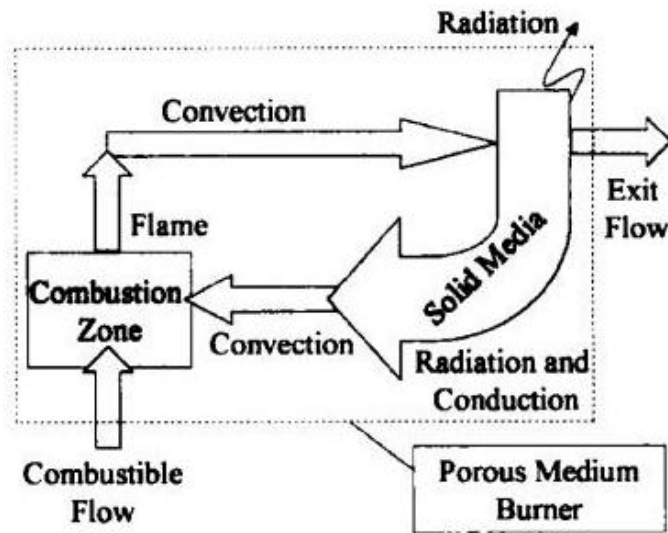 Radiation
Convection
Flame
Exit
Flow
Solid Media
Combustion
Zone
Convection
Radiation and
Conduction
Combustible
Flow
Porous Medium
Burner